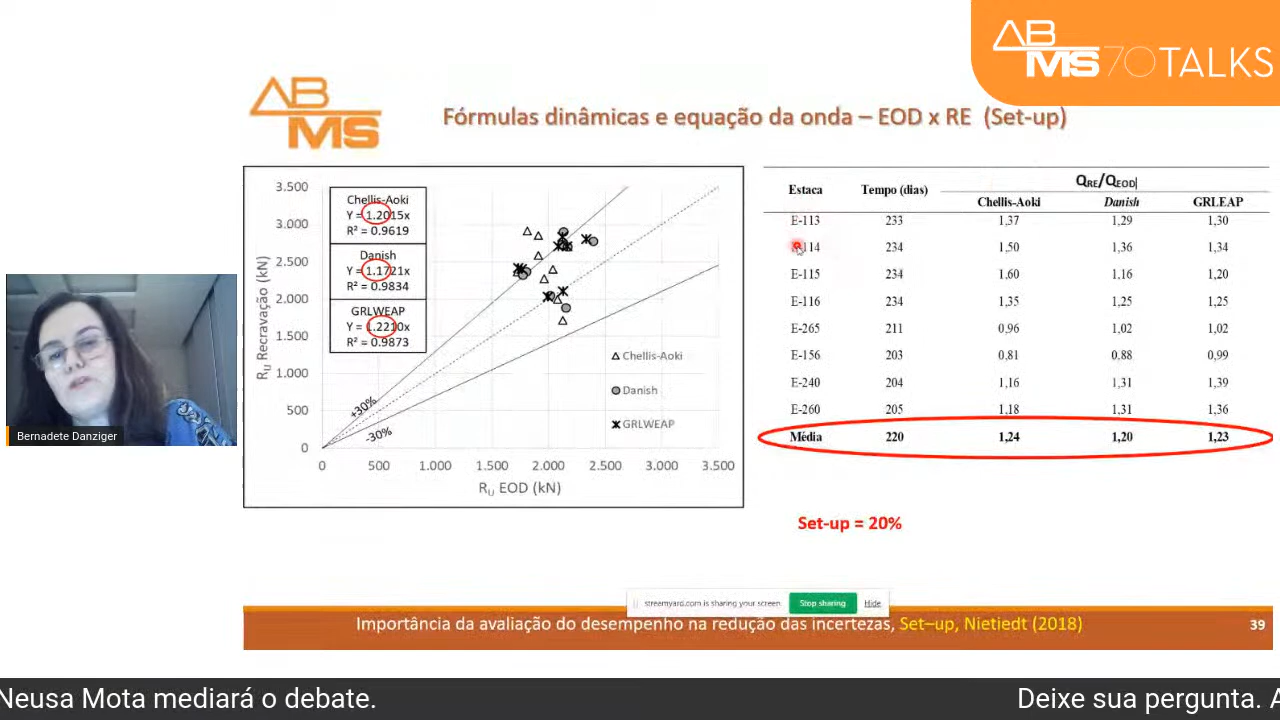 AB
MS 70 TALKS
AB
MS
Fórmulas dinâmicas e equação da onda – EOD x RE (Set-up)
3.500
3.000
2.500
2.000
1.500
1.000
500
0
0 500 1.000 1.500 2.000 2.500 3.000 3.500
RU Recravação (kN)
RU EOD (kN)
Chellis-Aoki
Y = 1.2015x
R² = 0.9619
Danish
Y = 1.1721x
R² = 0.9834
GRLWEAP
Y = 1.2210x
R² = 0.9873
+30%
-30%
Chellis-Aoki
Danish
GRLWEAP
QRE/QEOD
Estaca Tempo (dias) Chellis-Aoki Danish GRLEAP
E-113 233 1,37 1,29 1,30
114 234 1,50 1,36 1,34
E-115 234 1,60 1,16 1,20
E-116 234 1,35 1,25 1,25
E-265 211 0,96 1,02 1,02
E-156 203 0,81 0,88 0,99
E-240 204 1,16 1,31 1,39
E-260 205 1,18 1,31 1,36
Média 220 1,24 1,20 1,23
Set-up = 20%
Bernadete Danziger
streamyard.com is sharing your screen. Stop sharing Hide
Importância da avaliação do desempenho na redução das incertezas, Set–up, Nietiedt (2018) 39
Neusa Mota mediará o debate. Deixe sua pergunta. A